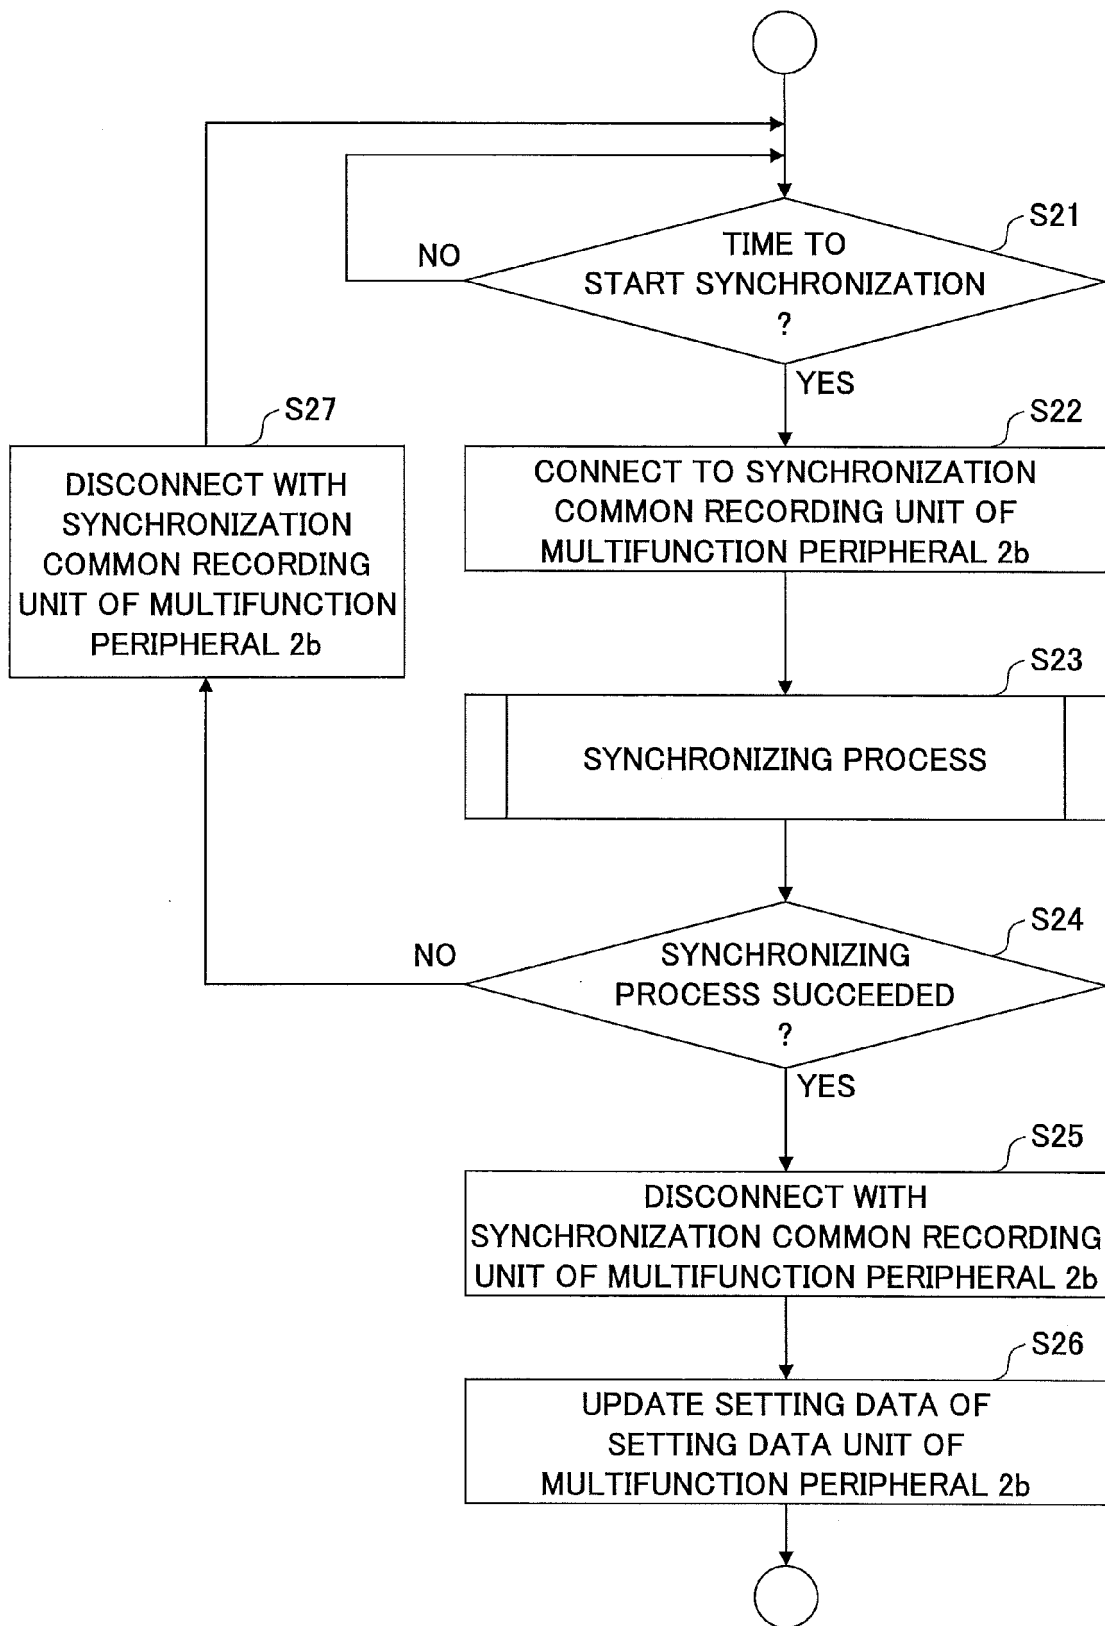 S21
TIME TO
START SYNCHRONIZATION
?
NO
YES
S22
CONNECT TO SYNCHRONIZATION
COMMON RECORDING UNIT OF
MULTIFUNCTION PERIPHERAL 2b
S27
DISCONNECT WITH
SYNCHRONIZATION
COMMON RECORDING
UNIT OF MULTIFUNCTION
PERIPHERAL 2b
S23
SYNCHRONIZING PROCESS
S24
SYNCHRONIZING
PROCESS SUCCEEDED
?
NO
YES
S25
DISCONNECT WITH
SYNCHRONIZATION COMMON RECORDING
UNIT OF MULTIFUNCTION PERIPHERAL 2b
S26
UPDATE SETTING DATA OF
SETTING DATA UNIT OF
MULTIFUNCTION PERIPHERAL 2b